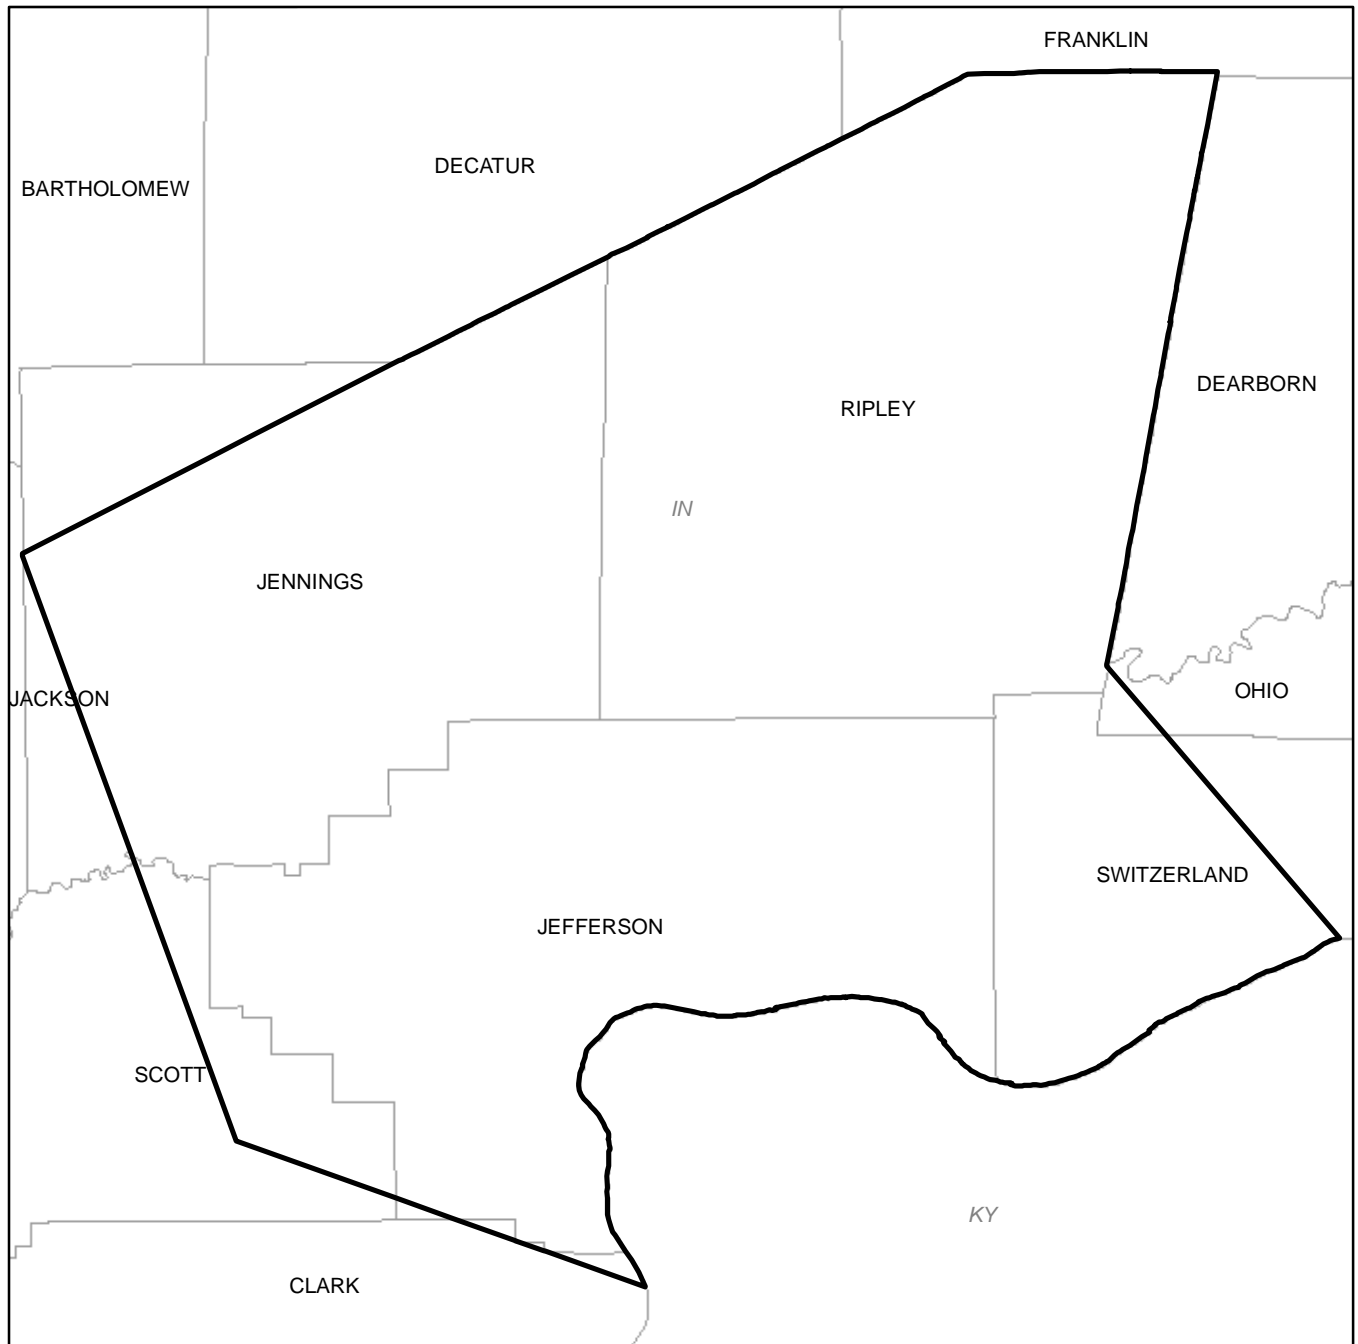 FRANKLIN
DECATUR
BARTHOLOMEW
DEARBORN
RIPLEY
IN
JENNINGS
OHIO
JACKSON
SWITZERLAND
JEFFERSON
SCOTT
KY
CLARK